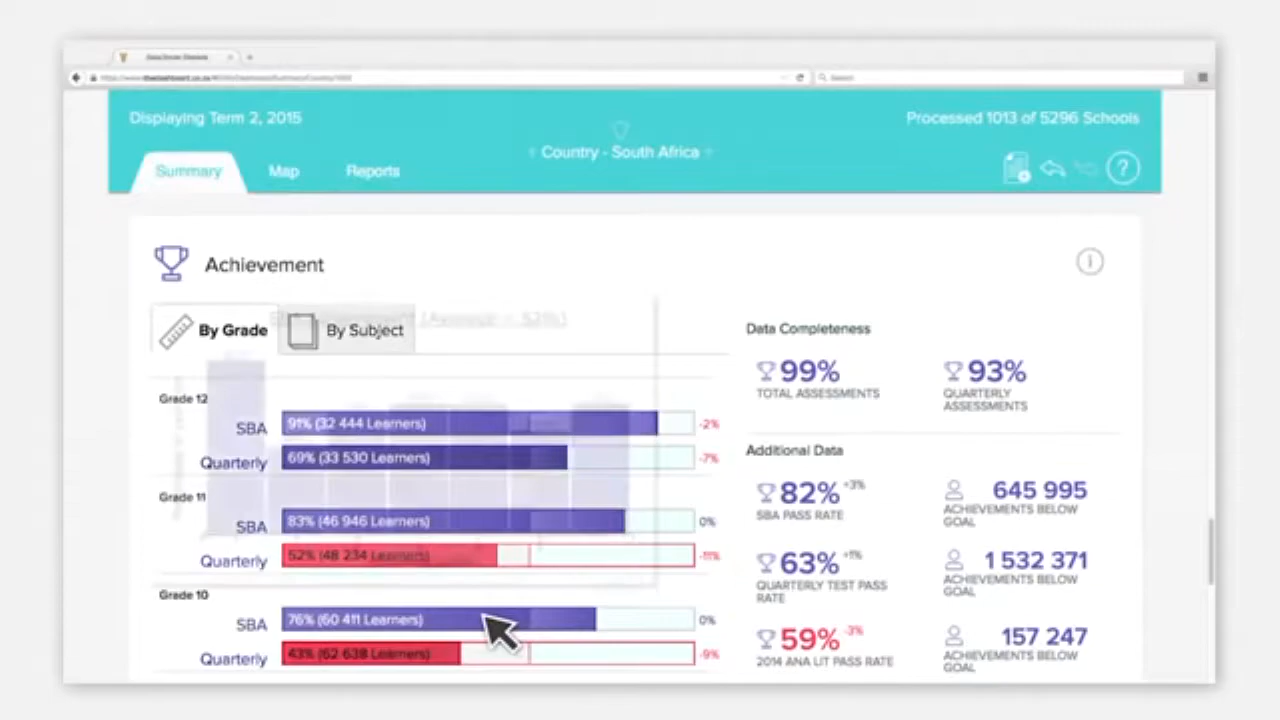 Displaying Term 2, 2015
Processed 1013 of 5296 Schools
Country - South Africa
Summary
Map
Reports
?
Achievement
i
By Grade
By Subject
Data Completeness
99%
TOTAL ASSESSMENTS
93%
QUARTERLY
ASSESSMENTS
Grade 12
SBA
91% (32 444 Learners)
-2%
Quarterly
69% (33 530 Learners)
-7%
Grade 11
SBA
83% (46 946 Learners)
0%
Quarterly
52% (48 234 Learners)
-11%
Grade 10
SBA
76% (60 411 Learners)
0%
Quarterly
43% (62 638 Learners)
-9%
Additional Data
82% +3%
SBA PASS RATE
645 995
ACHIEVEMENTS BELOW
GOAL
63% +1%
QUARTERLY TEST PASS
RATE
1 532 371
ACHIEVEMENTS BELOW
GOAL
59% -3%
2014 ANA LIT PASS RATE
157 247
ACHIEVEMENTS BELOW
GOAL